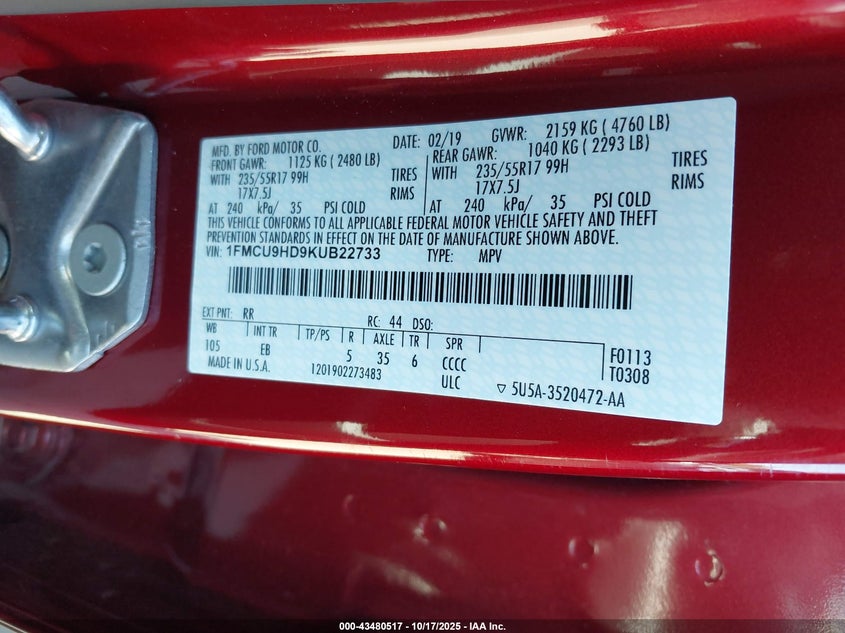 MFD. BY FORD MOTOR CO. DATE: 02/19 GVWR: 2159 KG ( 4760 LB)
FRONT GAWR: 1125 KG ( 2480 LB) REAR GAWR: 1040 KG ( 2293 LB)
WITH 235/55R17 99H TIRES WITH 235/55R17 99H TIRES
17X7.5J RIMS 17X7.5J RIMS
AT 240 kPa/ 35 PSI COLD AT 240 kPa/ 35 PSI COLD
THIS VEHICLE CONFORMS TO ALL APPLICABLE FEDERAL MOTOR VEHICLE SAFETY AND THEFT
PREVENTION STANDARDS IN EFFECT ON THE DATE OF MANUFACTURE SHOWN ABOVE.
VIN: 1FMCU9HD9KUB22733 TYPE: MPV
EXT PNT: RR RC: 44 DSO:
WB INT TR TP/PS R AXLE TR SPR
105 EB 5 35 6 CCCC F0113
MADE IN U.S.A. 1201902273483 ULC T0308
▽ 5U5A-3520472-AA
000-43480517 - 10/17/2025 - IAA Inc.